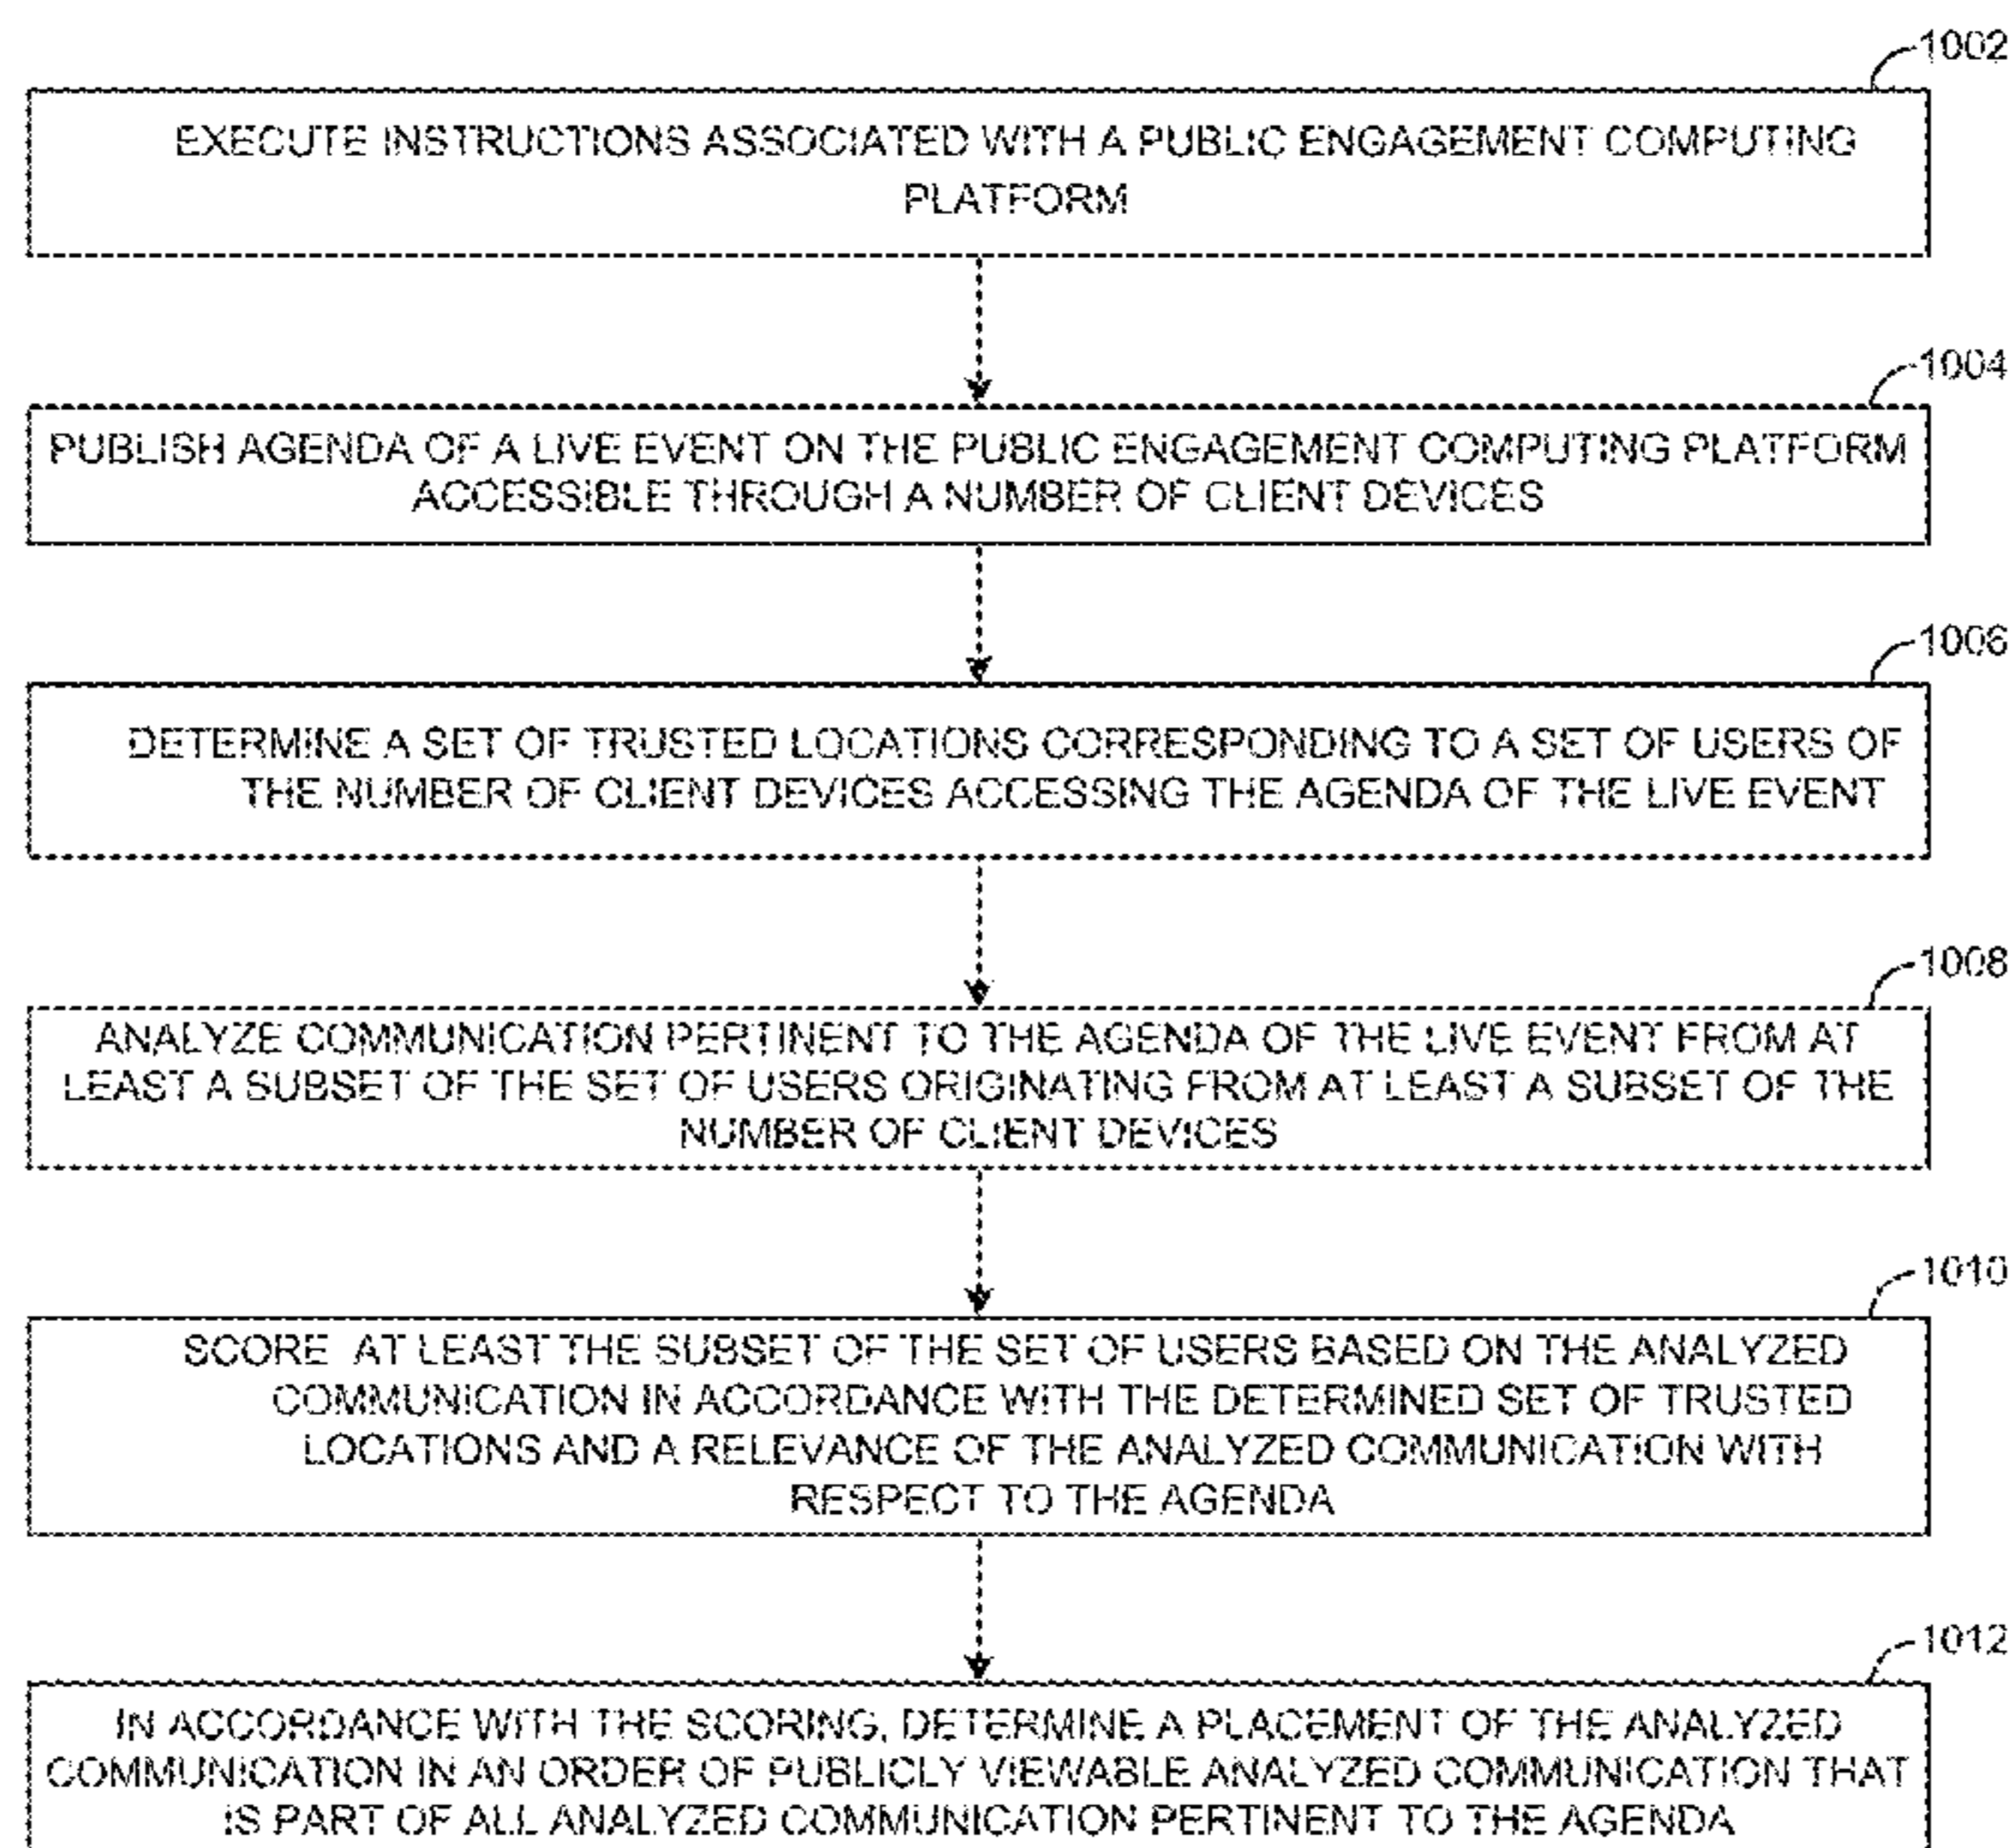 1002
EXECUTE INSTRUCTIONS ASSOCIATED WITH A PUBLIC ENGAGEMENT COMPUTING
PLATFORM
1004
PUBLISH AGENDA OF A LIVE EVENT ON THE PUBLIC ENGAGEMENT COMPUTING PLATFORM
ACCESSIBLE THROUGH A NUMBER OF CLIENT DEVICES
1006
DETERMINE A SET OF TRUSTED LOCATIONS CORRESPONDING TO A SET OF USERS OF
THE NUMBER OF CLIENT DEVICES ACCESSING THE AGENDA OF THE LIVE EVENT
1008
ANALYZE COMMUNICATION PERTINENT TO THE AGENDA OF THE LIVE EVENT FROM AT
LEAST A SUBSET OF THE SET OF USERS ORIGINATING FROM AT LEAST A SUBSET OF THE
NUMBER OF CLIENT DEVICES
1010
SCORE AT LEAST THE SUBSET OF THE SET OF USERS BASED ON THE ANALYZED
COMMUNICATION IN ACCORDANCE WITH THE DETERMINED SET OF TRUSTED
LOCATIONS AND A RELEVANCE OF THE ANALYZED COMMUNICATION WITH
RESPECT TO THE AGENDA
1012
IN ACCORDANCE WITH THE SCORING, DETERMINE A PLACEMENT OF THE ANALYZED
COMMUNICATION IN AN ORDER OF PUBLICLY VIEWABLE ANALYZED COMMUNICATION THAT
IS PART OF ALL ANALYZED COMMUNICATION PERTINENT TO THE AGENDA